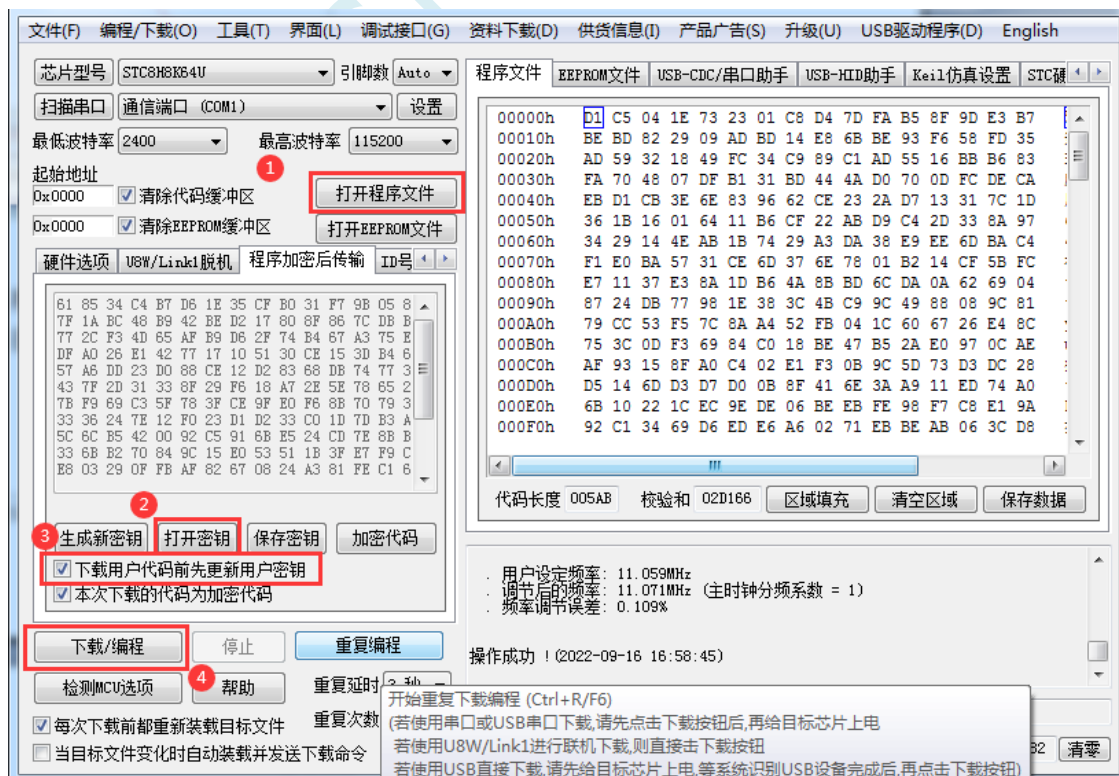 文件(F) 编程/下载(O) 工具(T) 界面(L) 调试接口(G) 资料下载(D) 供货信息(I) 产品广告(S) 升级(U) USB驱动程序(D) English
芯片型号 STC8H8K64U 引脚数 Auto
扫描串口 通信端口 (COM1) 设置
最低波特率 2400 最高波特率 115200
1
起始地址
0x0000 清除代码缓冲区 打开程序文件
0x0000 清除EEPROM缓冲区 打开EEPROM文件
硬件选项 U8W/Link1脱机 程序加密后传输 ID号
61 85 34 C4 B7 D6 1E 35 CF B0 31 F7 9B 05 8
7F 1A BC 48 B9 42 BE D2 17 80 8F 86 7C DB B
77 2C F3 4D 65 AF B9 D6 2F 74 B4 67 A3 75 E
DF A0 26 E1 42 77 17 10 51 30 CE 15 3D B4 6
57 A6 DD 23 D0 88 CE 12 D2 83 68 DB 74 77 3
43 7F 2D 31 33 8F 29 F6 18 A7 2E 5E 78 65 2
7B F9 69 C3 5F 78 3F CE 9F E0 F6 8B 70 79 3
33 36 24 7E 12 F0 23 D1 D2 33 C0 1D 7D B3 A
5C 6C B5 42 00 92 C5 91 6B E5 24 CD 7E 8B B
33 6B B2 70 84 9C 15 E0 53 51 1B 3F E7 F9 C
E8 03 29 0F FB AF 82 67 08 24 A3 81 FE C1 6
2
3 生成新密钥 打开密钥 保存密钥 加密代码
下载用户代码前先更新用户密钥
本次下载的代码为加密代码
下载/编程 停止 重复编程
4
检测MCU选项 帮助 重复延时 3 秒
每次下载前都重新装载目标文件 重复次数
当目标文件变化时自动装载并发送下载命令
程序文件 EEPROM文件 USB-CDC/串口助手 USB-HID助手 Keil仿真设置 STC硬
00000h D1 C5 04 1E 73 23 01 C8 D4 7D FA B5 8F 9D E3 B7
00010h BE BD 82 29 09 AD BD 14 E8 6B BE 93 F6 58 FD 35
00020h AD 59 32 18 49 FC 34 C9 89 C1 AD 55 16 BB B6 83
00030h FA 70 48 07 DF B1 31 BD 44 4A D0 70 0D FC DE CA
00040h EB D1 CB 3E 6E 83 96 62 CE 23 2A D7 13 31 7C 1D
00050h 36 1B 16 01 64 11 B6 CF 22 AB D9 C4 2D 33 8A 97
00060h 34 29 14 4E AB 1B 74 29 A3 DA 38 E9 EE 6D BA C4
00070h F1 E0 BA 57 31 CE 6D 37 6E 78 01 B2 14 CF 5B FC
00080h E7 11 37 E3 8A 1D B6 4A 8B BD 6C DA 0A 62 69 04
00090h 87 24 DB 77 98 1E 38 3C 4B C9 9C 49 88 08 9C 81
000A0h 79 CC 53 F5 7C 8A A4 52 FB 04 1C 60 67 26 E4 8C
000B0h 75 3C 0D F3 69 84 C0 18 BE 47 B5 2A E0 97 0C AE
000C0h AF 93 15 8F A0 C4 02 E1 F3 0B 9C 5D 73 D3 DC 28
000D0h D5 14 6D D3 D7 D0 0B 8F 41 6E 3A A9 11 ED 74 A0
000E0h 6B 10 22 1C EC 9E DE 06 BE EB FE 98 F7 C8 E1 9A
000F0h 92 C1 34 69 D6 ED E6 A6 02 71 EB BE AB 06 3C D8
代码长度 005AB 校验和 02D166 区域填充 清空区域 保存数据
. 用户设定频率: 11.059MHz
. 调节后的频率: 11.071MHz (主时钟分频系数 = 1)
. 频率调节误差: 0.109%
操作成功 !(2022-09-16 16:58:45)
开始重复下载编程 (Ctrl+R/F6)
(若使用串口或USB串口下载,请先点击下载按钮后,再给目标芯片上电
若使用U8W/Link1进行联机下载,则直接击下载按钮
若使用USB直接下载,请先给目标芯片上电,等系统识别USB设备完成后,再点击下载按钮)
清零